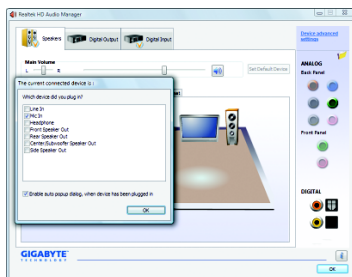 Realtek HD Audio Manager
Speakers
Digital Output
Digital Input
Device advanced settings
Main Volume
L
R
Set Default Device
ANALOG
Back Panel
The current connected device is :
Which device did you plug in?
Line In
Mic In
Headphone
Front Speaker Out
Rear Speaker Out
Center/Subwoofer Speaker Out
Side Speaker Out
Enable auto popup dialog, when device has been plugged in
OK
Front Panel
DIGITAL
GIGABYTE
TECHNOLOGY
OK